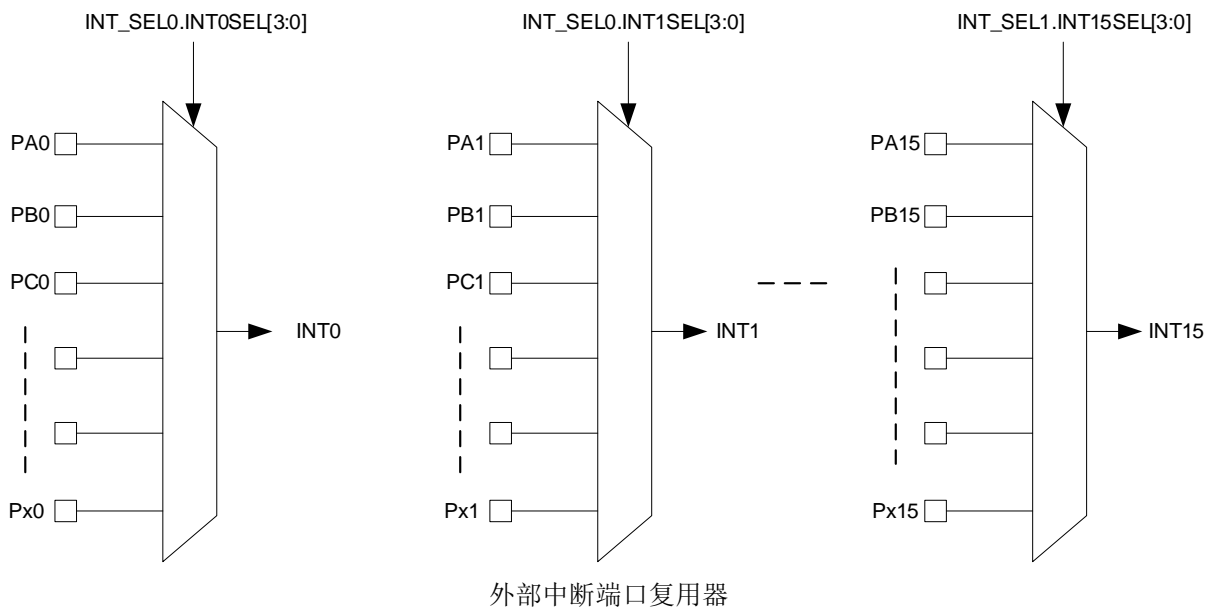 INT_SEL0.INT0SEL[3:0]
INT_SEL0.INT1SEL[3:0]
INT_SEL1.INT15SEL[3:0]
PA0
PB0
PC0
Px0
INT0
PA1
PB1
PC1
Px1
INT1
PA15
PB15
Px15
INT15
外部中断端口复用器